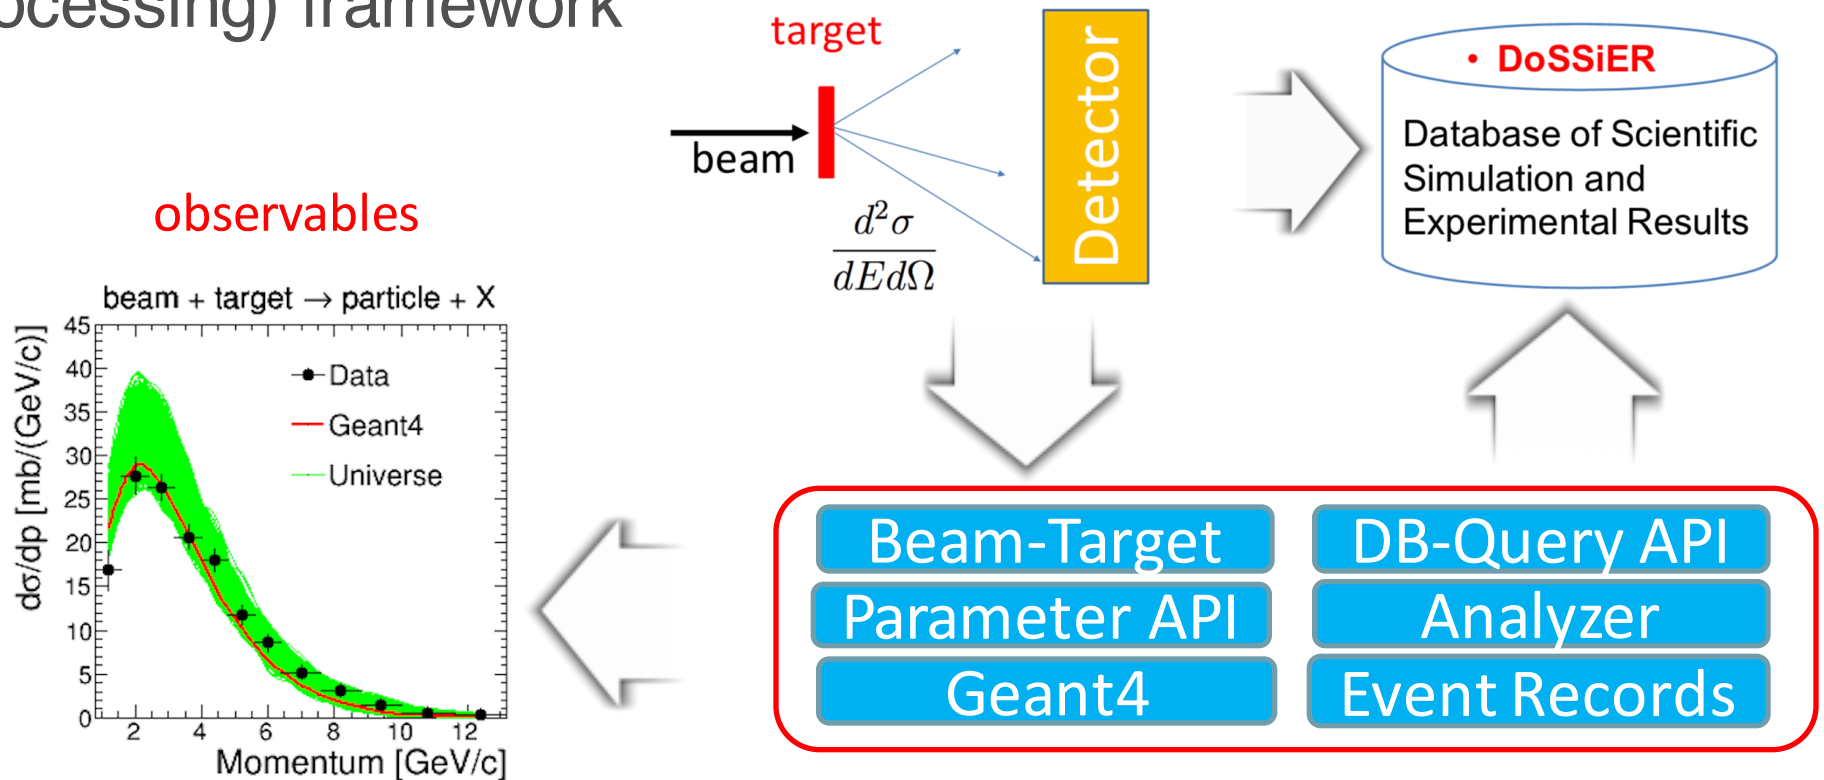 ocessing) framework
target
beam
d²σ
dEdΩ
Detector
• DoSSiER
Database of Scientific
Simulation and
Experimental Results
observables
beam + target → particle + X
dσ/dp [mb/(GeV/c)]
45
40
35
30
25
20
15
10
5
0
Data
Geant4
Universe
2 4 6 8 10 12
Momentum [GeV/c]
Beam-Target
DB-Query API
Parameter API
Analyzer
Geant4
Event Records